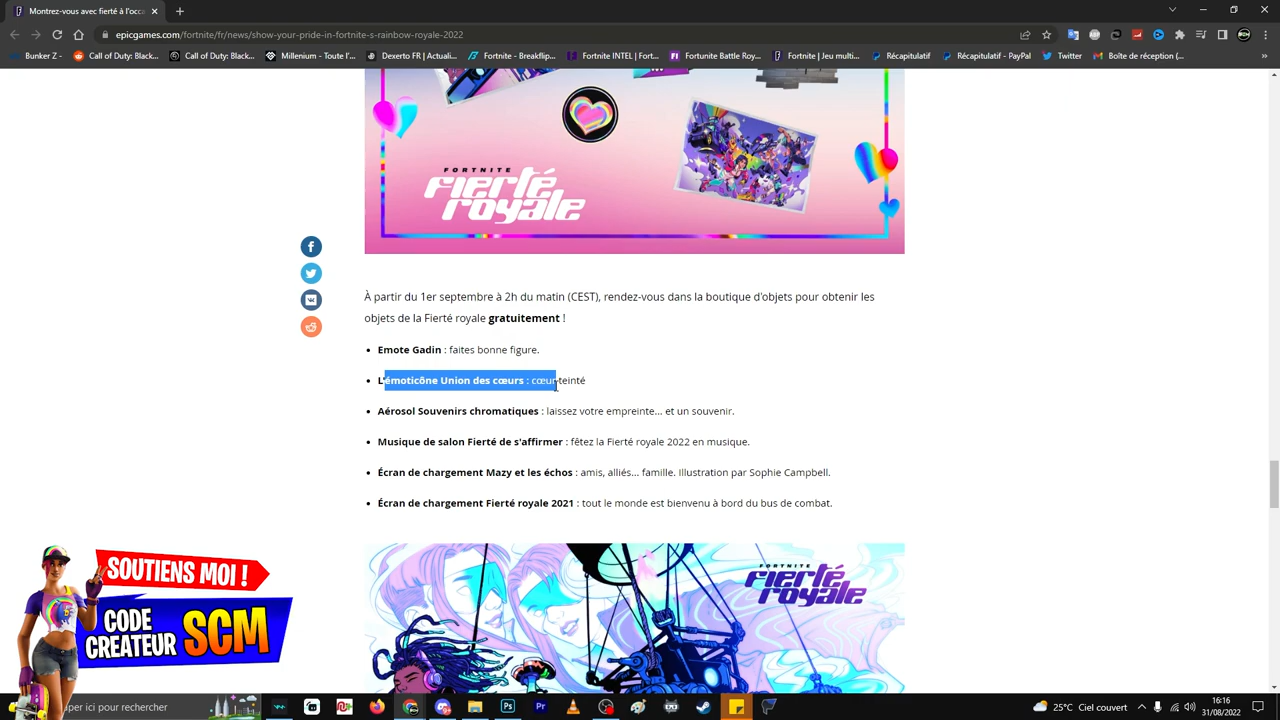 Montrez-vous avec fierté à l'occ
epicgames.com/fortnite/fr/news/show-your-pride-in-fortnite-s-rainbow-royale-2022
Bunker Z - Call of Duty: Black... Call of Duty: Black... Millenium - Toute l'... Dexerto FR | Actuali... Fortnite - Breakflip... Fortnite INTEL | Fort... Fortunite Battle Roy... Fortnite | Jeu multi... Récapitulatif Récapitulatif - PayPal Twitter Boîte de réception (... »
FORTNITE
fierté
royale
À partir du 1er septembre à 2h du matin (CEST), rendez-vous dans la boutique d'objets pour obtenir les
objets de la Fierté royale gratuitement !
• Emote Gadin : faites bonne figure.
• L'émoticône Union des cœurs : cœur teinté
• Aérosol Souvenirs chromatiques : laissez votre empreinte... et un souvenir.
• Musique de salon Fierté de s'affirmer : fêtez la Fierté royale 2022 en musique.
• Écran de chargement Mazy et les échos : amis, alliés... famille. Illustration par Sophie Campbell.
• Écran de chargement Fierté royale 2021 : tout le monde est bienvenu à bord du bus de combat.
FORTNITE
fierté
royale
SOUTIENS MOI !
CODE
CRÉATEUR SCM
aper ici pour rechercher
25°C Ciel couvert
16:16
31/08/2022